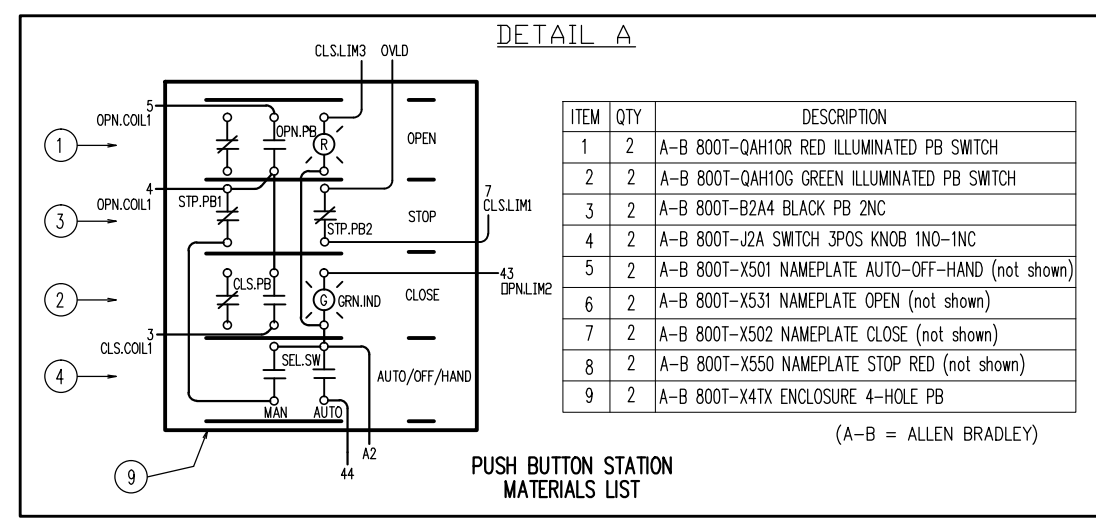 DETAIL A
CLS.LIM3 OVLD
5
OPN.COIL1
OPN.PB
R
OPEN
1
4
OPN.COIL1
STP.PB1
STP.PB2
STOP
7
CLS.LIM1
3
CLS.PB
G
GRN.IND
CLOSE
43
OPN.LIM2
2
3
CLS.COIL1
SEL.SW
AUTO/OFF/HAND
4
MAN
AUTO
A2
44
9
ITEM QTY DESCRIPTION
1 2 A-B 800T-QAH10R RED ILLUMINATED PB SWITCH
2 2 A-B 800T-QAH10G GREEN ILLUMINATED PB SWITCH
3 2 A-B 800T-B2A4 BLACK PB 2NC
4 2 A-B 800T-J2A SWITCH 3POS KNOB 1NO-1NC
5 2 A-B 800T-X501 NAMEPLATE AUTO-OFF-HAND (not shown)
6 2 A-B 800T-X531 NAMEPLATE OPEN (not shown)
7 2 A-B 800T-X502 NAMEPLATE CLOSE (not shown)
8 2 A-B 800T-X550 NAMEPLATE STOP RED (not shown)
9 2 A-B 800T-X4TX ENCLOSURE 4-HOLE PB
(A-B = ALLEN BRADLEY)
PUSH BUTTON STATION
MATERIALS LIST